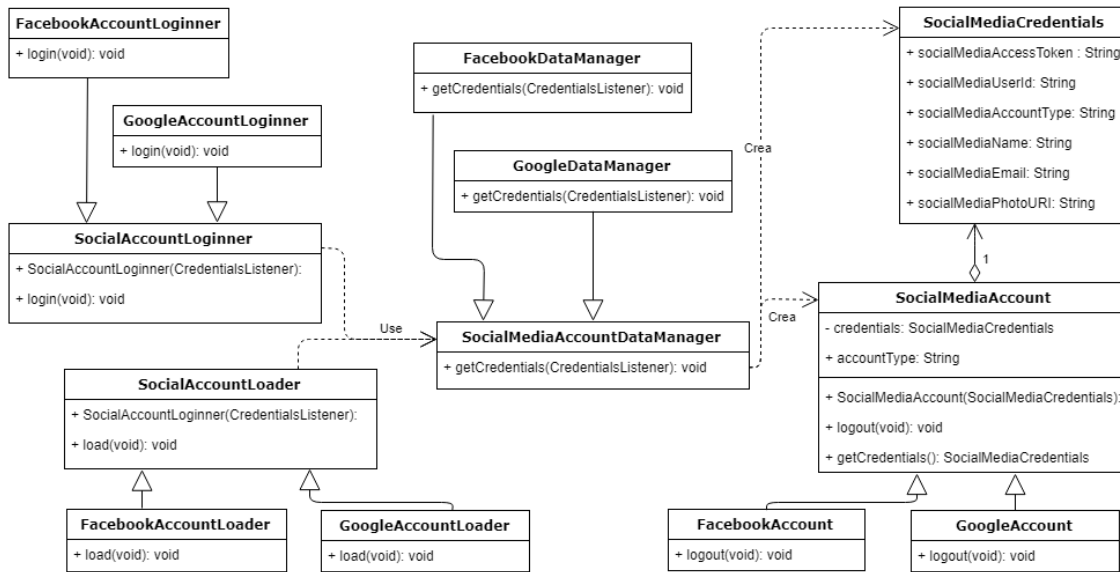 FacebookAccountLoginner
+ login(void): void
GoogleAccountLoginner
+ login(void): void
SocialAccountLoginner
+ SocialAccountLoginner(CredentialsListener):
+ login(void): void
SocialAccountLoader
+ SocialAccountLoginner(CredentialsListener):
+ load(void): void
FacebookAccountLoader
+ load(void): void
GoogleAccountLoader
+ load(void): void
FacebookDataManager
+ getCredentials(CredentialsListener): void
GoogleDataManager
+ getCredentials(CredentialsListener): void
Use
SocialMediaAccountDataManager
+ getCredentials(CredentialsListener): void
Crea
Crea
SocialMediaCredentials
+ socialMediaAccessToken : String
+ socialMediaUserId: String
+ socialMediaAccountType: String
+ socialMediaName: String
+ socialMediaEmail: String
+ socialMediaPhotoURI: String
1
SocialMediaAccount
- credentials: SocialMediaCredentials
+ accountType: String
+ SocialMediaAccount(SocialMediaCredentials):
+ logout(void): void
+ getCredentials(): SocialMediaCredentials
FacebookAccount
+ logout(void): void
GoogleAccount
+ logout(void): void